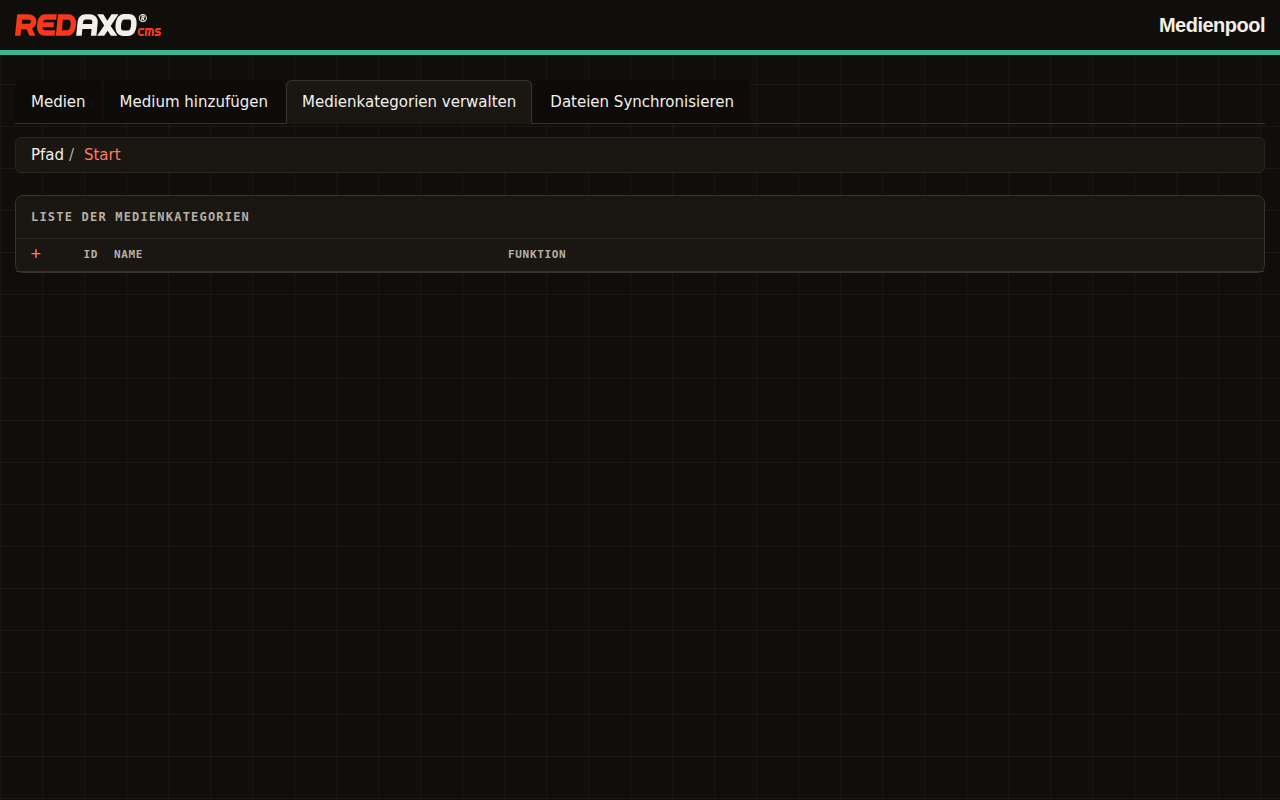 REDAXO® cms
Medienpool
Medien
Medium hinzufügen
Medienkategorien verwalten
Dateien Synchronisieren
Pfad / Start
LISTE DER MEDIENKATEGORIEN
+ ID NAME FUNKTION